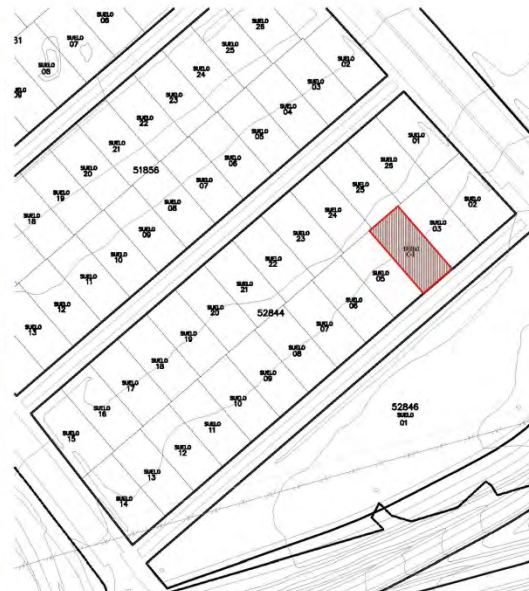 SUELO
06
SUELO
07
SUELO
08
SUELO
26
SUELO
25
SUELO
24
SUELO
23
SUELO
22
SUELO
21
SUELO
20
SUELO
19
SUELO
18
SUELO
02
SUELO
03
SUELO
04
SUELO
05
SUELO
06
SUELO
07
SUELO
08
SUELO
09
SUELO
10
SUELO
11
SUELO
12
SUELO
13
51856
SUELO
01
SUELO
26
SUELO
25
SUELO
24
SUELO
23
SUELO
22
SUELO
21
SUELO
20
SUELO
19
SUELO
18
SUELO
17
SUELO
16
SUELO
15
SUELO
02
SUELO
03
SUELO
05
SUELO
06
SUELO
07
SUELO
08
SUELO
09
SUELO
10
SUELO
11
SUELO
12
SUELO
13
SUELO
14
52844
52846
SUELO
01